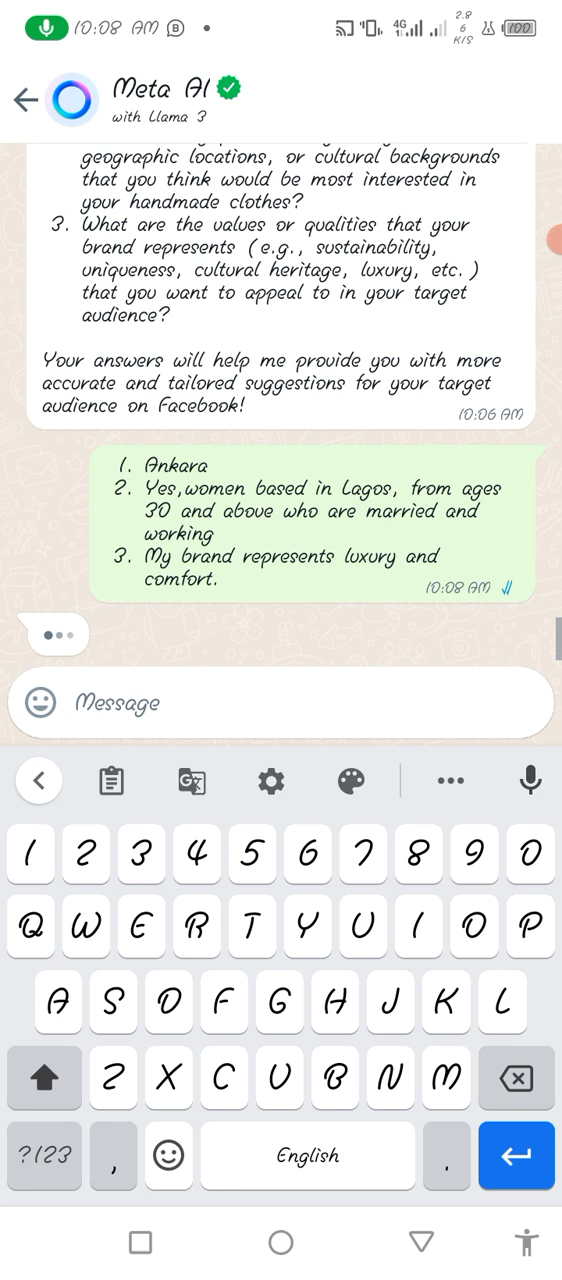 10:08 AM
4G
2.8
6
K/S
100
Meta AI
with Llama 3
geographic locations, or cultural backgrounds
that you think would be most interested in
your handmade clothes?
3. What are the values or qualities that your
brand represents (e.g., sustainability,
uniqueness, cultural heritage, luxury, etc.)
that you want to appeal to in your target
audience?
Your answers will help me provide you with more
accurate and tailored suggestions for your target
audience on Facebook!
10:06 AM
1. Ankara
2. Yes,women based in Lagos, from ages
30 and above who are married and
working
3. My brand represents luxury and
comfort.
10:08 AM
Message
1 2 3 4 5 6 7 8 9 0
Q W E R T Y U I O P
A S D F G H J K L
Z X C V B N M
?123 , English .